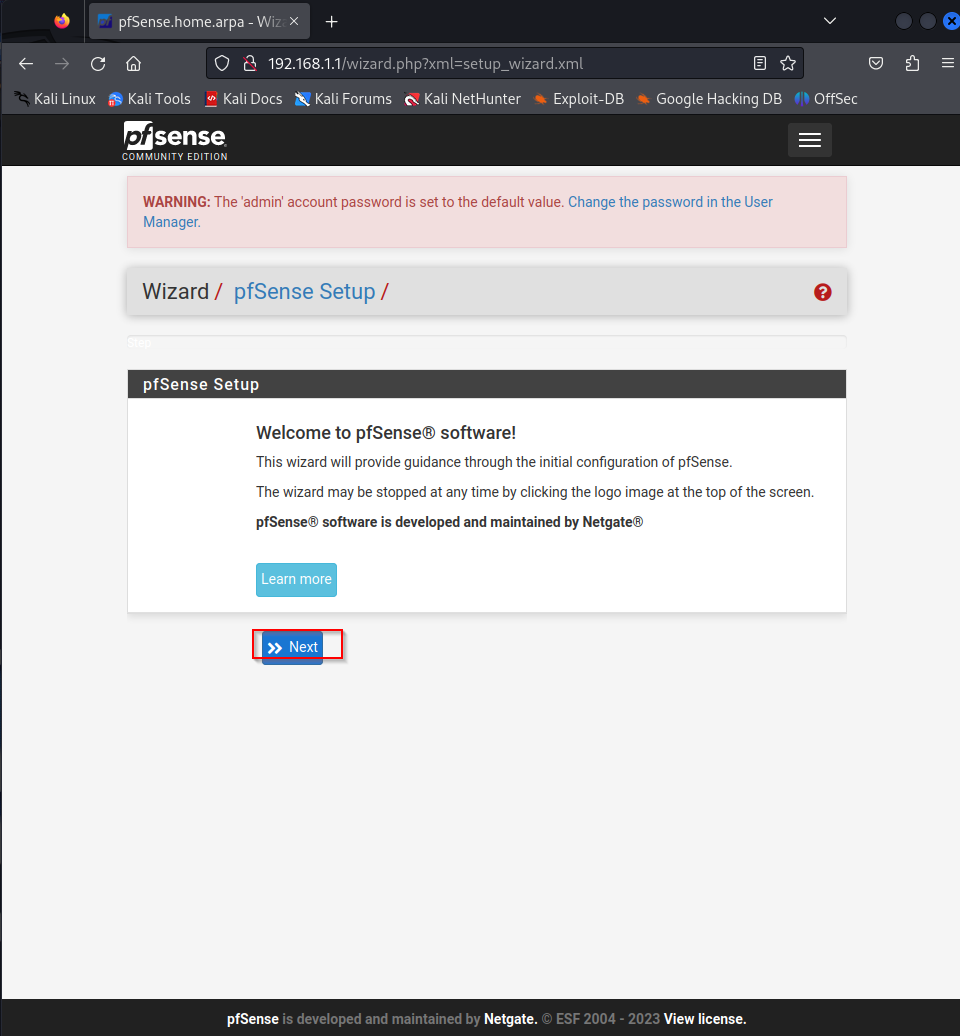 pfSense.home.arpa - Wiz
192.168.1.1/wizard.php?xml=setup_wizard.xml
Kali Linux Kali Tools Kali Docs Kali Forums Kali NetHunter Exploit-DB Google Hacking DB OffSec
pfsense
COMMUNITY EDITION
WARNING: The 'admin' account password is set to the default value. Change the password in the User
Manager.
Wizard / pfSense Setup /
Step
pfSense Setup
Welcome to pfSense® software!
This wizard will provide guidance through the initial configuration of pfSense.
The wizard may be stopped at any time by clicking the logo image at the top of the screen.
pfSense® software is developed and maintained by Netgate®
Learn more
Next
pfSense is developed and maintained by Netgate. © ESF 2004 - 2023 View license.